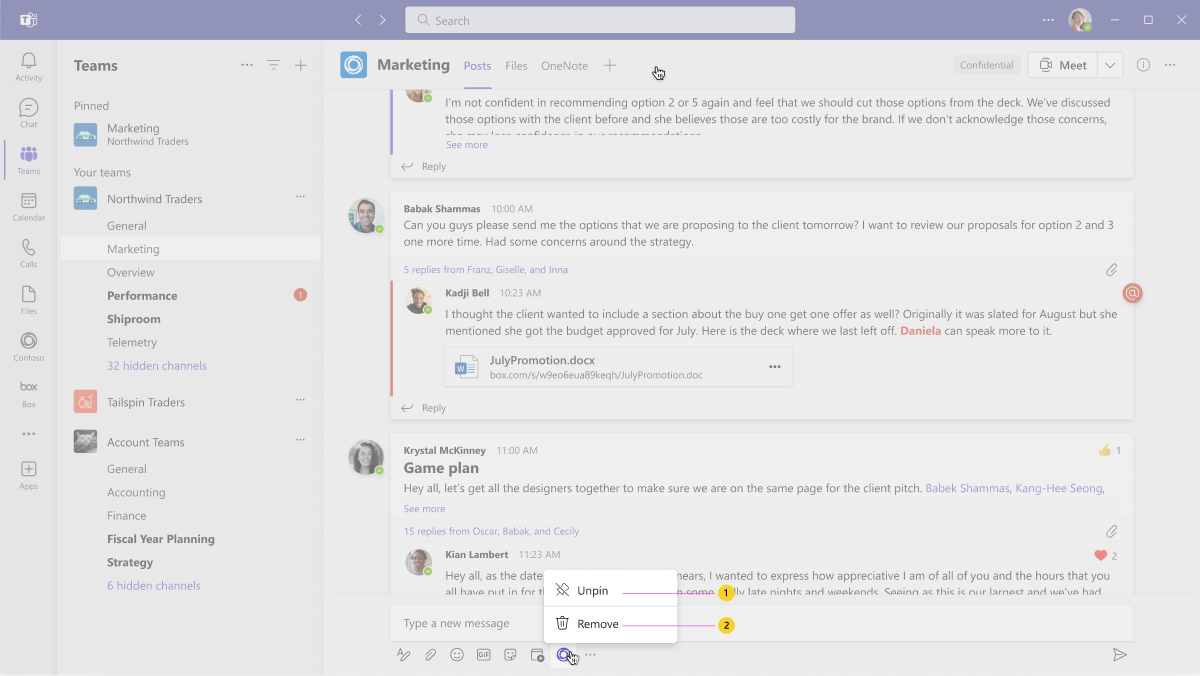 Search
Activity
Chat
Teams
Calendar
Calls
Files
Contoso
box
Box
Apps
Teams
Pinned
Marketing
Northwind Traders
Your teams
Northwind Traders
General
Marketing
Overview
Performance 1
Shiproom
Telemetry
32 hidden channels
Tailspin Traders
Account Teams
General
Accounting
Finance
Fiscal Year Planning
Strategy
6 hidden channels
Marketing Posts Files OneNote
Confidential Meet
I'm not confident in recommending option 2 or 5 again and feel that we should cut those options from the deck. We've discussed
those options with the client before and she believes those are too costly for the brand. If we don't acknowledge those concerns,
she may lose confidence in our recommendations.
See more
Reply
Babak Shammas 10:00 AM
Can you guys please send me the options that we are proposing to the client tomorrow? I want to review our proposals for option 2 and 3
one more time. Had some concerns around the strategy.
5 replies from Franz, Giselle, and Inna
Kadji Bell 10:23 AM
I thought the client wanted to include a section about the buy one get one offer as well? Originally it was slated for August but she
mentioned she got the budget approved for July. Here is the deck where we last left off. Daniela can speak more to it.
JulyPromotion.docx
box.com/s/w9eo6eua89keqh/JulyPromotion.doc
Reply
Krystal McKinney 11:00 AM 1
Game plan
Hey all, let's get all the designers together to make sure we are on the same page for the client pitch. Babek Shammas, Kang-Hee Seong,
See more
15 replies from Oscar, Babak, and Cecily
Kian Lambert 11:23 AM 2
Hey all, as the date nears, I wanted to express how appreciative I am of all of you and the hours that you
all have put in for some late nights and weekends. Seeing as this is our largest and we've had
Unpin 1
Remove 2
Type a new message
GIF